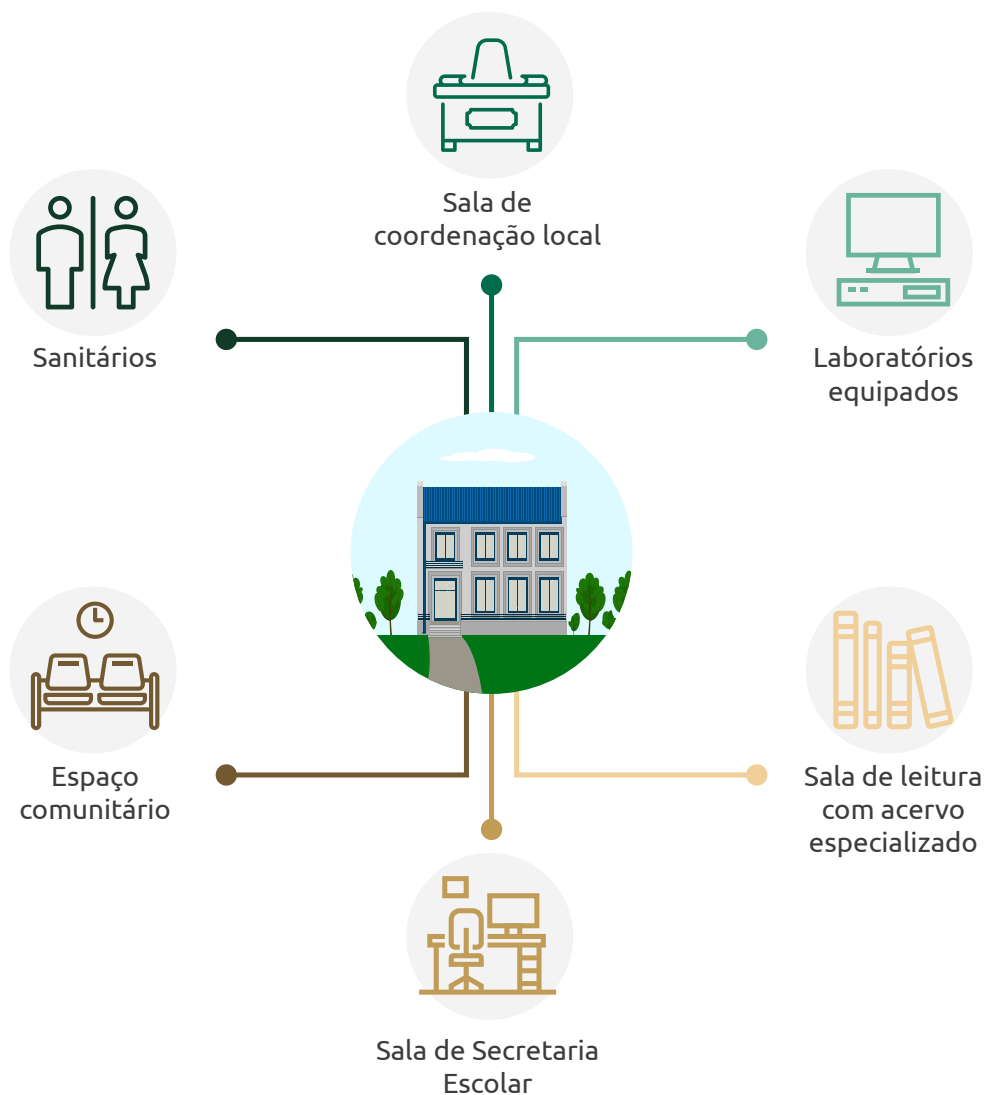 Sala de
coordenação local
Sanitários
Laboratórios
equipados
Espaço
comunitário
Sala de leitura
com acervo
especializado
Sala de Secretaria
Escolar